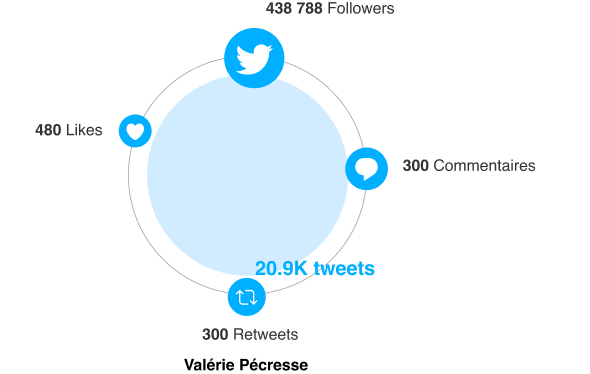 438 788 Followers
480 Likes
300 Commentaires
20.9K tweets
300 Retweets
Valérie Pécresse